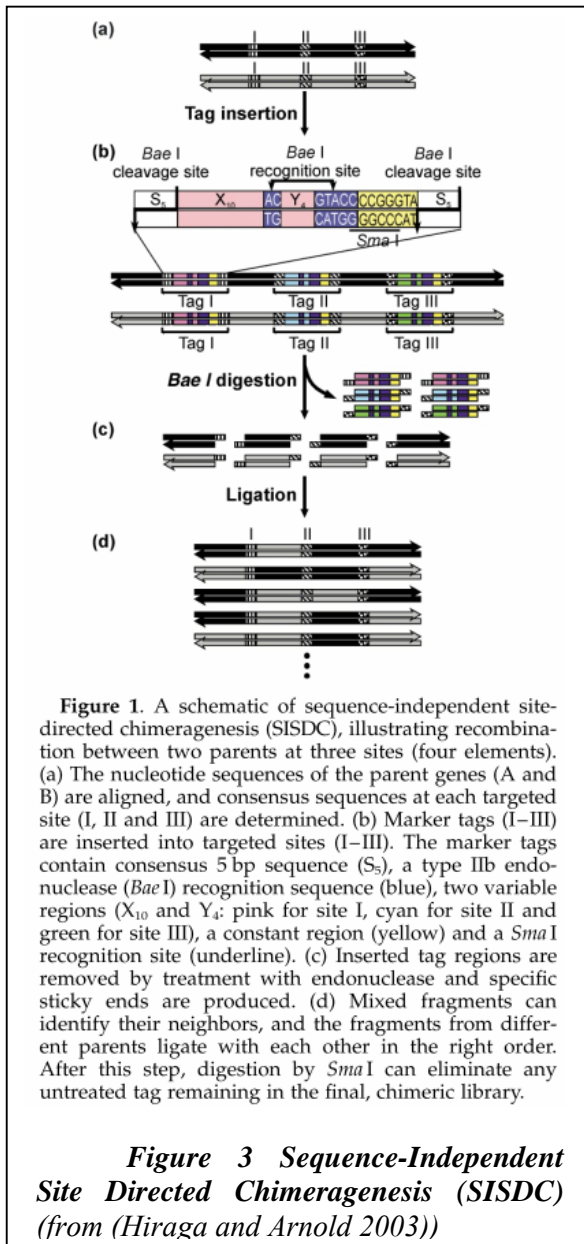 (a)
I II III
I II III
Tag insertion
(b)
Bae I cleavage site
Bae I recognition site
Bae I cleavage site
S₅ X₁₀ AC Y₄ GTACC CCGGGTA S₅
TG CATGG GGCCCAT
Sma I
Tag I Tag II Tag III
Tag I Tag II Tag III
Bae I digestion
(c)
Ligation
(d)
I II III
Figure 1. A schematic of sequence-independent site-
directed chimeragenesis (SISDC), illustrating recombina-
tion between two parents at three sites (four elements).
(a) The nucleotide sequences of the parent genes (A and
B) are aligned, and consensus sequences at each targeted
site (I, II and III) are determined. (b) Marker tags (I–III)
are inserted into targeted sites (I–III). The marker tags
contain consensus 5 bp sequence (S₅), a type IIb endo-
nuclease (Bae I) recognition sequence (blue), two variable
regions (X₁₀ and Y₄: pink for site I, cyan for site II and
green for site III), a constant region (yellow) and a Sma I
recognition site (underline). (c) Inserted tag regions are
removed by treatment with endonuclease and specific
sticky ends are produced. (d) Mixed fragments can
identify their neighbors, and the fragments from differ-
ent parents ligate with each other in the right order.
After this step, digestion by Sma I can eliminate any
untreated tag remaining in the final, chimeric library.
Figure 3 Sequence-Independent
Site Directed Chimeragenesis (SISDC)
(from (Hiraga and Arnold 2003))